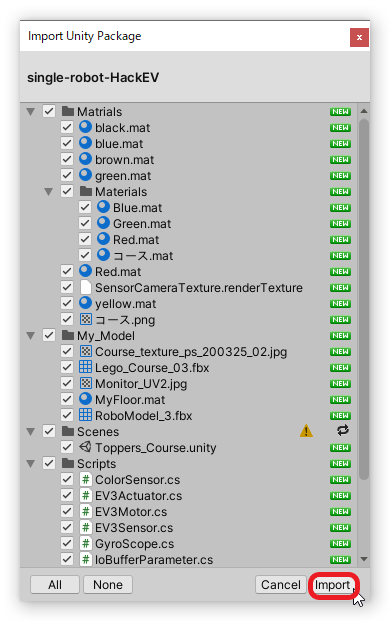 Import Unity Package
x
single-robot-HackEV
Matrials NEW
black.mat NEW
blue.mat NEW
brown.mat NEW
green.mat NEW
Materials NEW
Blue.mat NEW
Green.mat NEW
Red.mat NEW
コース.mat NEW
Red.mat NEW
SensorCameraTexture.renderTexture NEW
yellow.mat NEW
コース.png NEW
My_Model NEW
Course_texture_ps_200325_02.jpg NEW
Lego_Course_03.fbx NEW
Monitor_UV2.jpg NEW
MyFloor.mat NEW
RoboModel_3.fbx NEW
Scenes
Toppers_Course.unity NEW
Scripts NEW
# ColorSensor.cs NEW
# EV3Actuator.cs NEW
# EV3Motor.cs NEW
# EV3Sensor.cs NEW
# GyroScope.cs NEW
# IoBufferParameter.cs NEW
All None Cancel Import